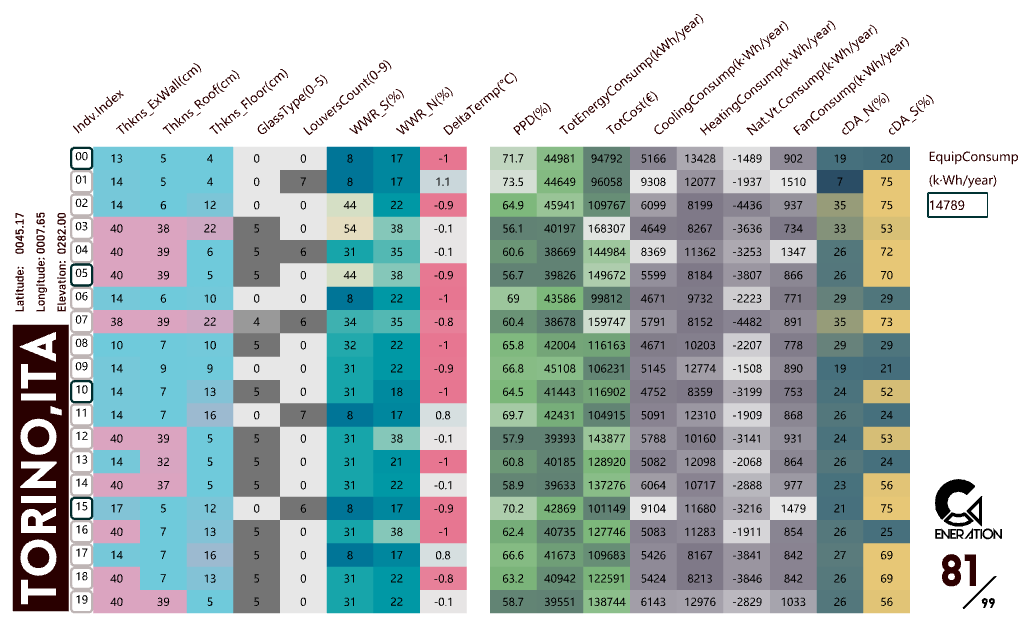 Indv.Index Thkns_ExWall(cm) Thkns_Roof(cm) Thkns_Floor(cm) GlassType(0-5) LouversCount(0-9) WWR_S(%) WWR_N(%) DeltaTermp(°C) PPD(%) TotEnergyConsump(kWh/year) TotCost(€) CoolingConsump(k·Wh/year) HeatingConsump(k·Wh/year) Nat.Vt.Consump(k·Wh/year) FanConsump(k·Wh/year) cDA_N(%) cDA_S(%)
00 13 5 4 0 0 8 17 -1 71.7 44981 94792 5166 13428 -1489 902 19 20
01 14 5 4 0 7 8 17 1.1 73.5 44649 96058 9308 12077 -1937 1510 7 75
02 14 6 12 0 0 44 22 -0.9 64.9 45941 109767 6099 8199 -4436 937 35 75
03 40 38 22 5 0 54 38 -0.1 56.1 40197 168307 4649 8267 -3636 734 33 53
04 40 39 6 5 6 31 35 -0.1 60.6 38669 144984 8369 11362 -3253 1347 26 72
05 40 39 5 5 0 44 38 -0.9 56.7 39826 149672 5599 8184 -3807 866 26 70
06 14 6 10 0 0 8 22 -1 69 43586 99812 4671 9732 -2223 771 29 29
07 38 39 22 4 6 34 35 -0.8 60.4 38678 159747 5791 8152 -4482 891 35 73
08 10 7 10 5 0 32 22 -1 65.8 42004 116163 4671 10203 -2207 778 29 29
09 14 9 9 0 0 31 22 -0.9 66.8 45108 106231 5145 12774 -1508 890 19 21
10 14 7 13 5 0 31 18 -1 64.5 41443 116902 4752 8359 -3199 753 24 52
11 14 7 16 0 7 8 17 0.8 69.7 42431 104915 5091 12310 -1909 868 26 24
12 40 39 5 5 0 31 38 -0.1 57.9 39393 143877 5788 10160 -3141 931 24 53
13 14 32 5 5 0 31 21 -1 60.8 40185 128920 5082 12098 -2068 864 26 24
14 40 37 5 5 0 31 22 -0.1 58.9 39633 137276 6064 10717 -2888 977 23 56
15 17 5 12 0 6 8 17 -0.9 70.2 42869 101149 9104 11680 -3216 1479 21 75
16 40 7 13 5 0 31 38 -1 62.4 40735 127746 5083 11283 -1911 854 26 25
17 14 7 16 5 0 8 17 0.8 66.6 41673 109683 5426 8167 -3841 842 27 69
18 40 7 13 5 0 31 22 -0.8 63.2 40942 122591 5424 8213 -3846 842 26 69
19 40 39 5 5 0 31 22 -0.1 58.7 39551 138744 6143 12976 -2829 1033 26 56
EquipConsump
(k·Wh/year)
14789
Latitude: 0045.17
Longitude: 0007.65
Elevation: 0282.00
TORINO,ITA
ENERATION
81/99